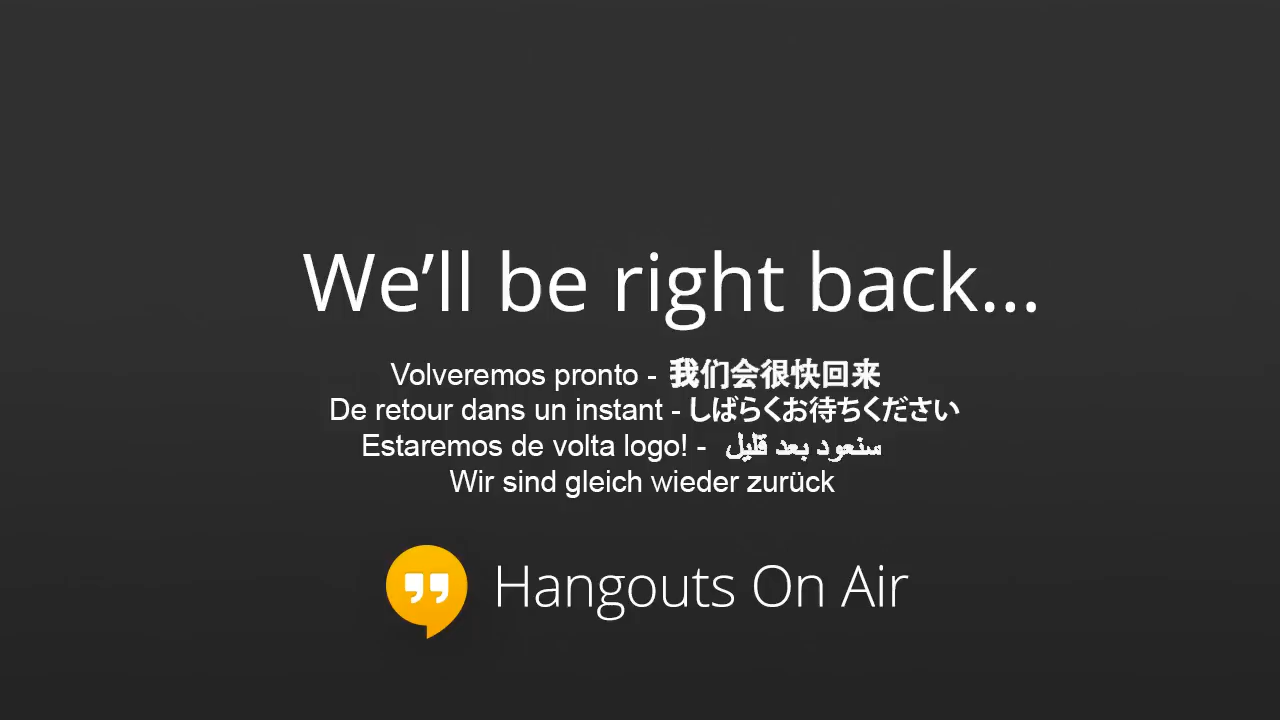 We’ll be right back...
Volveremos pronto - 我们会很快回来
De retour dans un instant - しばらくお待ちください
Estaremos de volta logo! - سنعود بعد قليل
Wir sind gleich wieder zurück
Hangouts On Air